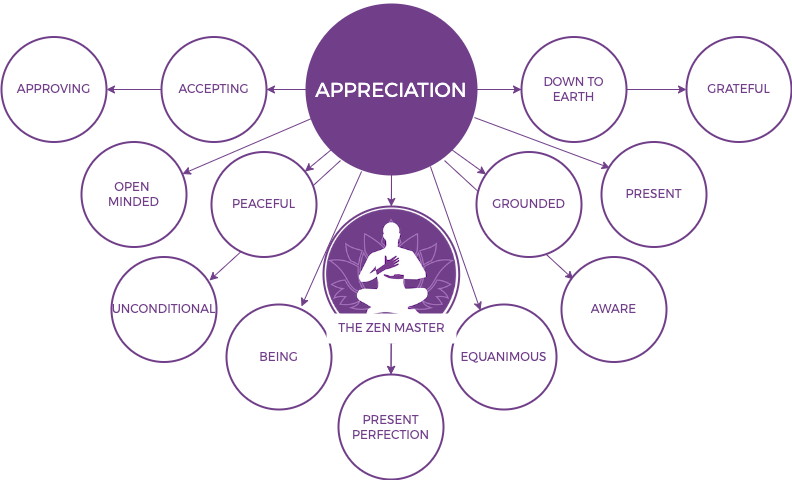 APPRECIATION
APPROVING
ACCEPTING
DOWN TO
EARTH
GRATEFUL
OPEN
MINDED
PEACEFUL
GROUNDED
PRESENT
UNCONDITIONAL
AWARE
THE ZEN MASTER
BEING
EQUANIMOUS
PRESENT
PERFECTION